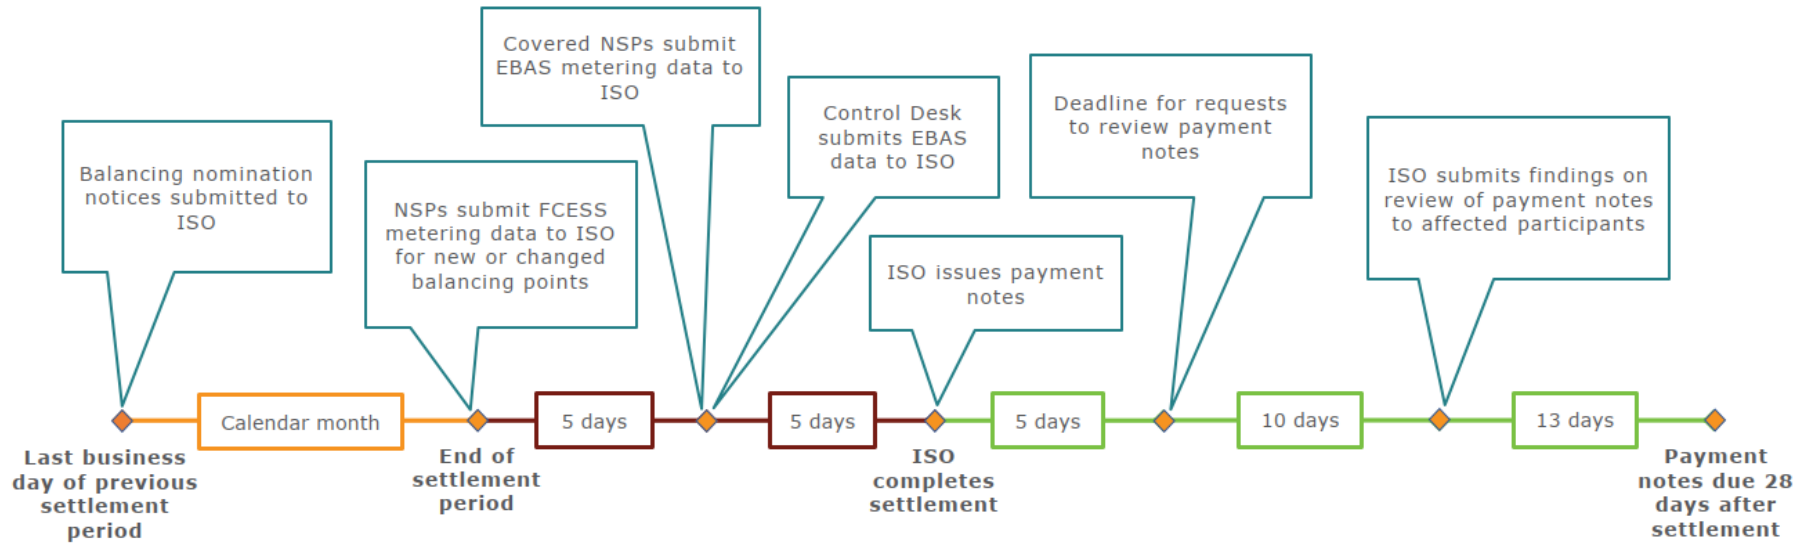 Covered NSPs submit
EBAS metering data to
ISO
Balancing nomination
notices submitted to
ISO
NSPs submit FCESS
metering data to ISO
for new or changed
balancing points
Control Desk
submits EBAS
data to ISO
ISO issues payment
notes
Deadline for requests
to review payment
notes
ISO submits findings on
review of payment notes
to affected participants
Calendar month
5 days
5 days
5 days
10 days
13 days
Last business
day of previous
settlement
period
End of
settlement
period
ISO
completes
settlement
Payment
notes due 28
days after
settlement